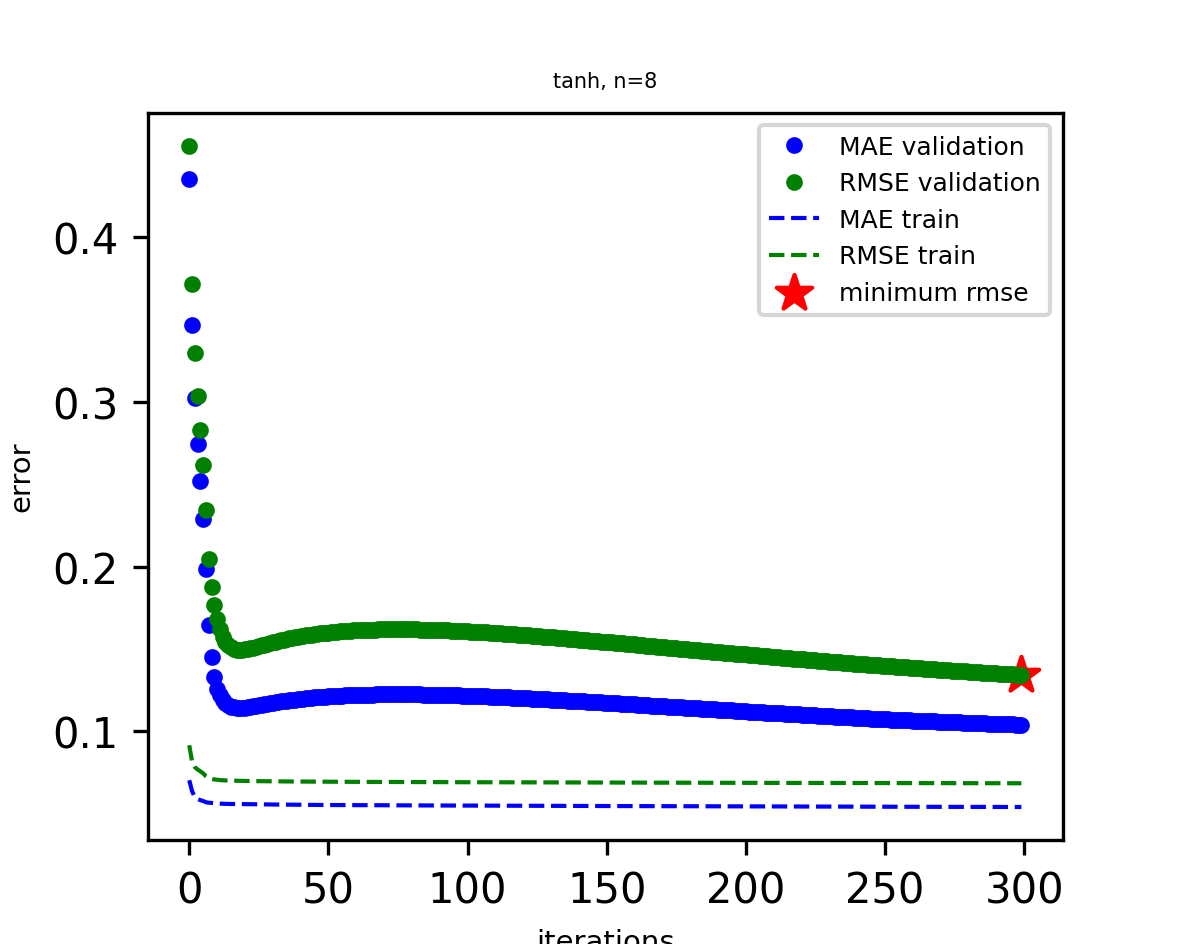 tanh, n=8
MAE validation
RMSE validation
MAE train
RMSE train
minimum rmse
error
0.4
0.3
0.2
0.1
0 50 100 150 200 250 300
iterations